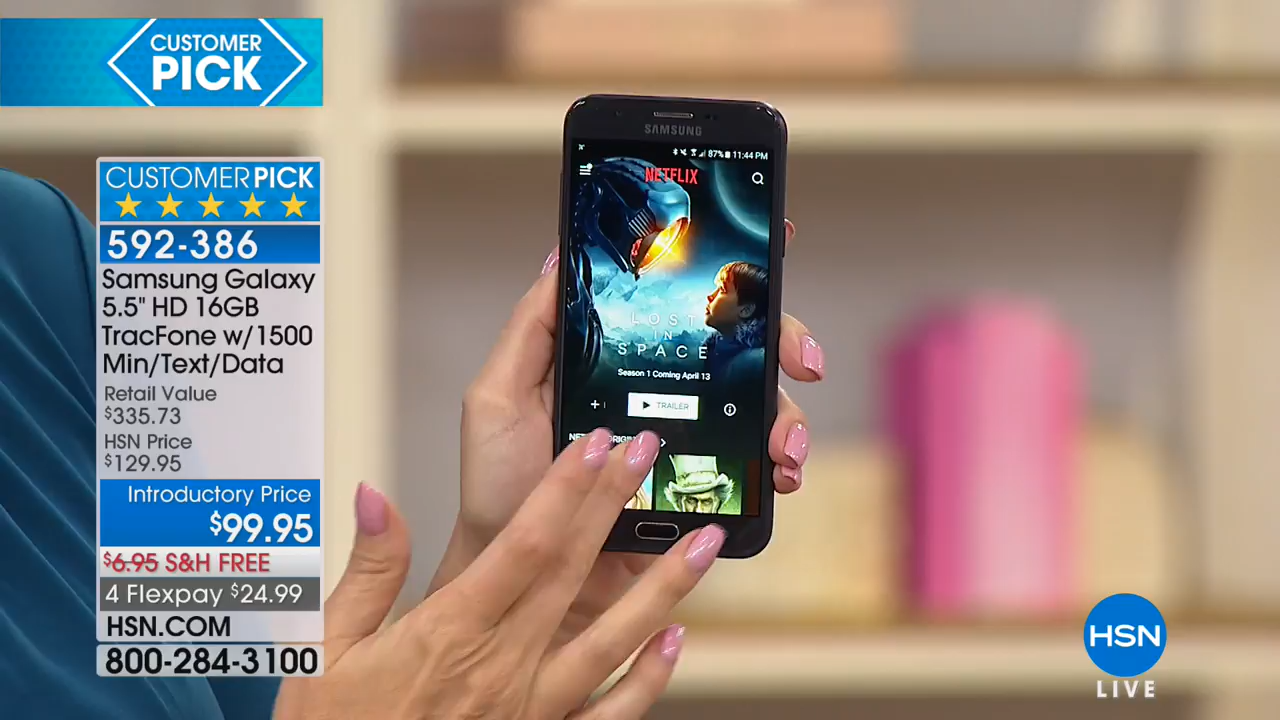 CUSTOMER
PICK
CUSTOMER PICK
592-386
Samsung Galaxy
5.5" HD 16GB
TracFone w/1500
Min/Text/Data
Retail Value
$335.73
HSN Price
$129.95
Introductory Price
$99.95
$6.95 S&H FREE
4 Flexpay $24.99
HSN.COM
800-284-3100
SAMSUNG
87% 11:44 PM
NETFLIX
LOST
IN
SPACE
Season 1 Coming April 13
TRAILER
HSN
LIVE